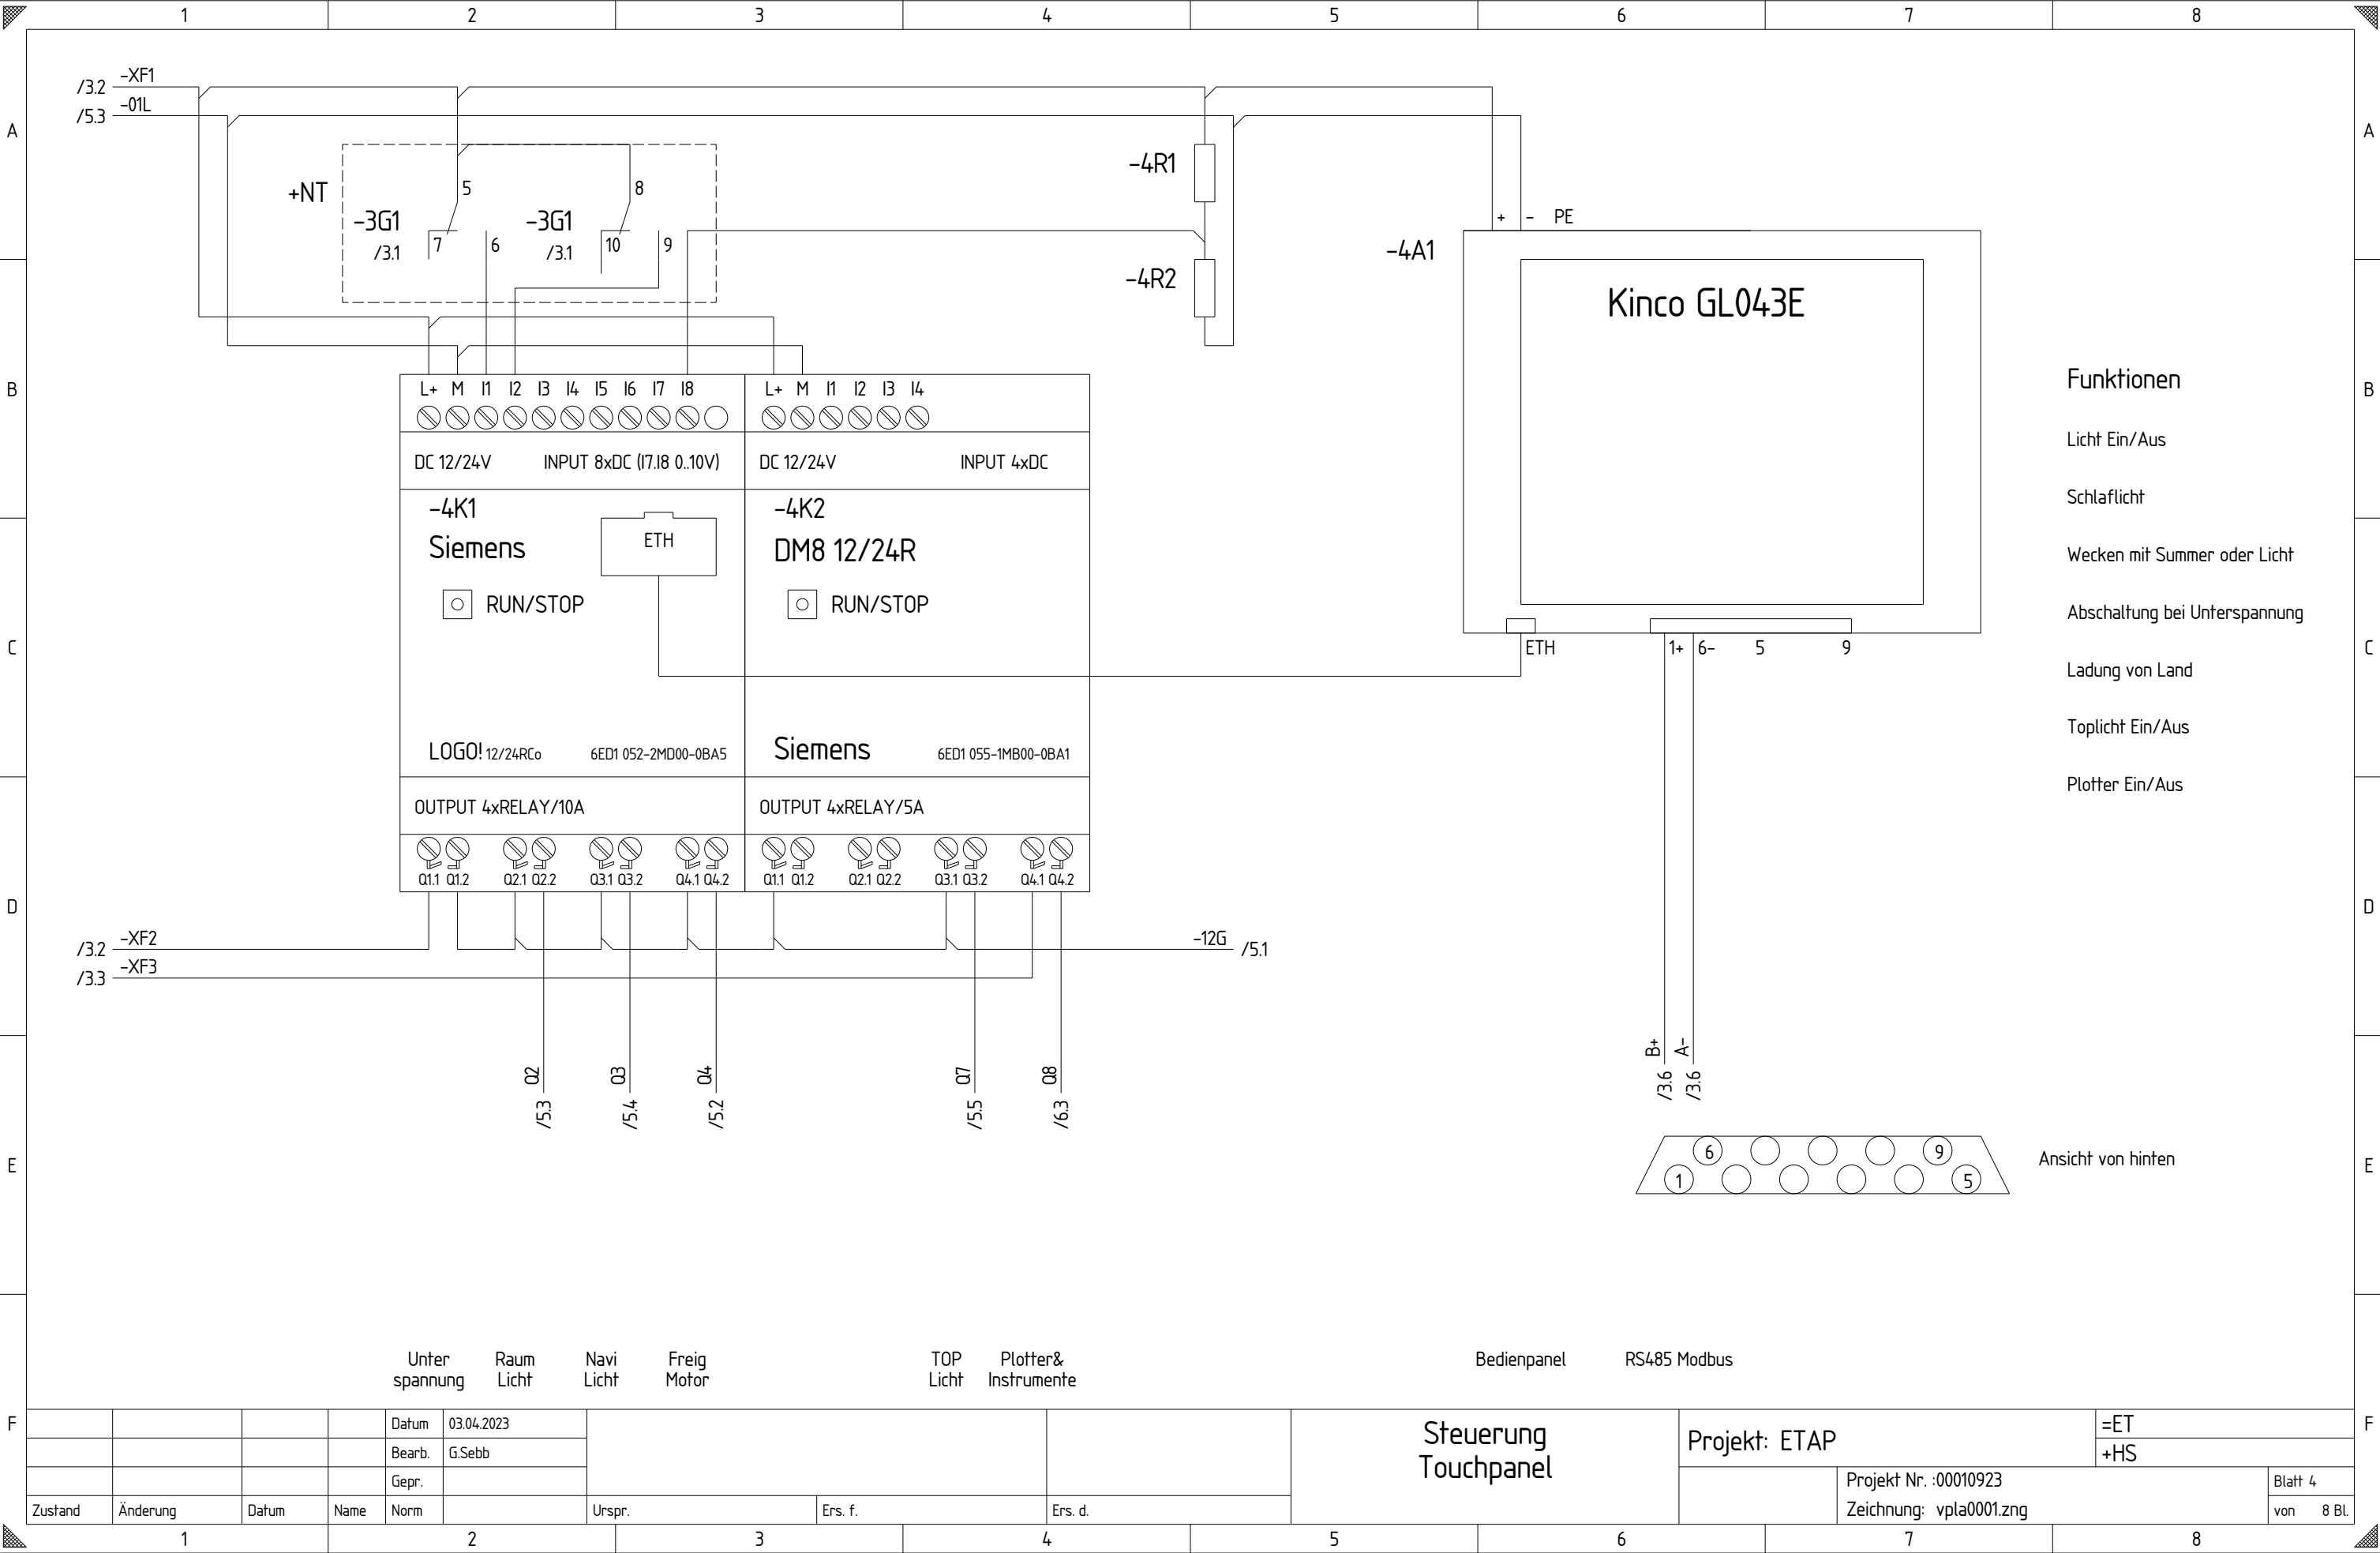 1 2 3 4 5 6 7 8
/3.2 -XF1
/5.3 -01L
A A
-4R1
+NT
5 8
-3G1 -3G1
/3.1 7 6 /3.1 10 9
+ - PE
-4A1
-4R2
Kinco GL043E
B B
L+ M I1 I2 I3 I4 I5 I6 I7 I8
L+ M I1 I2 I3 I4
DC 12/24V INPUT 8xDC (I7.I8 0..10V)
DC 12/24V INPUT 4xDC
-4K1
Siemens
ETH
RUN/STOP
-4K2
DM8 12/24R
RUN/STOP
Funktionen
Licht Ein/Aus
Schlaflicht
Wecken mit Summer oder Licht
Abschaltung bei Unterspannung
Ladung von Land
Toplicht Ein/Aus
Plotter Ein/Aus
C C
ETH 1+ 6- 5 9
LOGO! 12/24RCo 6ED1 052-2MD00-0BA5
Siemens 6ED1 055-1MB00-0BA1
OUTPUT 4xRELAY/10A
OUTPUT 4xRELAY/5A
Q1.1 Q1.2 Q2.1 Q2.2 Q3.1 Q3.2 Q4.1 Q4.2
Q1.1 Q1.2 Q2.1 Q2.2 Q3.1 Q3.2 Q4.1 Q4.2
D D
/3.2 -XF2
-12G /5.1
/3.3 -XF3
Q2 Q3 Q4 Q7 Q8
/5.3 /5.4 /5.2 /5.5 /6.3
B+ A-
/3.6 /3.6
6 9
1 5
Ansicht von hinten
E E
Unter
spannung
Raum
Licht
Navi
Licht
Freig
Motor
TOP
Licht
Plotter&
Instrumente
Bedienpanel
RS485 Modbus
F F
Datum 03.04.2023
Bearb. G.Sebb
Gepr.
Zustand Änderung Datum Name Norm Urspr. Ers. f. Ers. d.
Steuerung
Touchpanel
Projekt: ETAP
=ET
+HS
Projekt Nr. :00010923
Zeichnung: vpla0001.zng
Blatt 4
von 8 Bl.
1 2 3 4 5 6 7 8